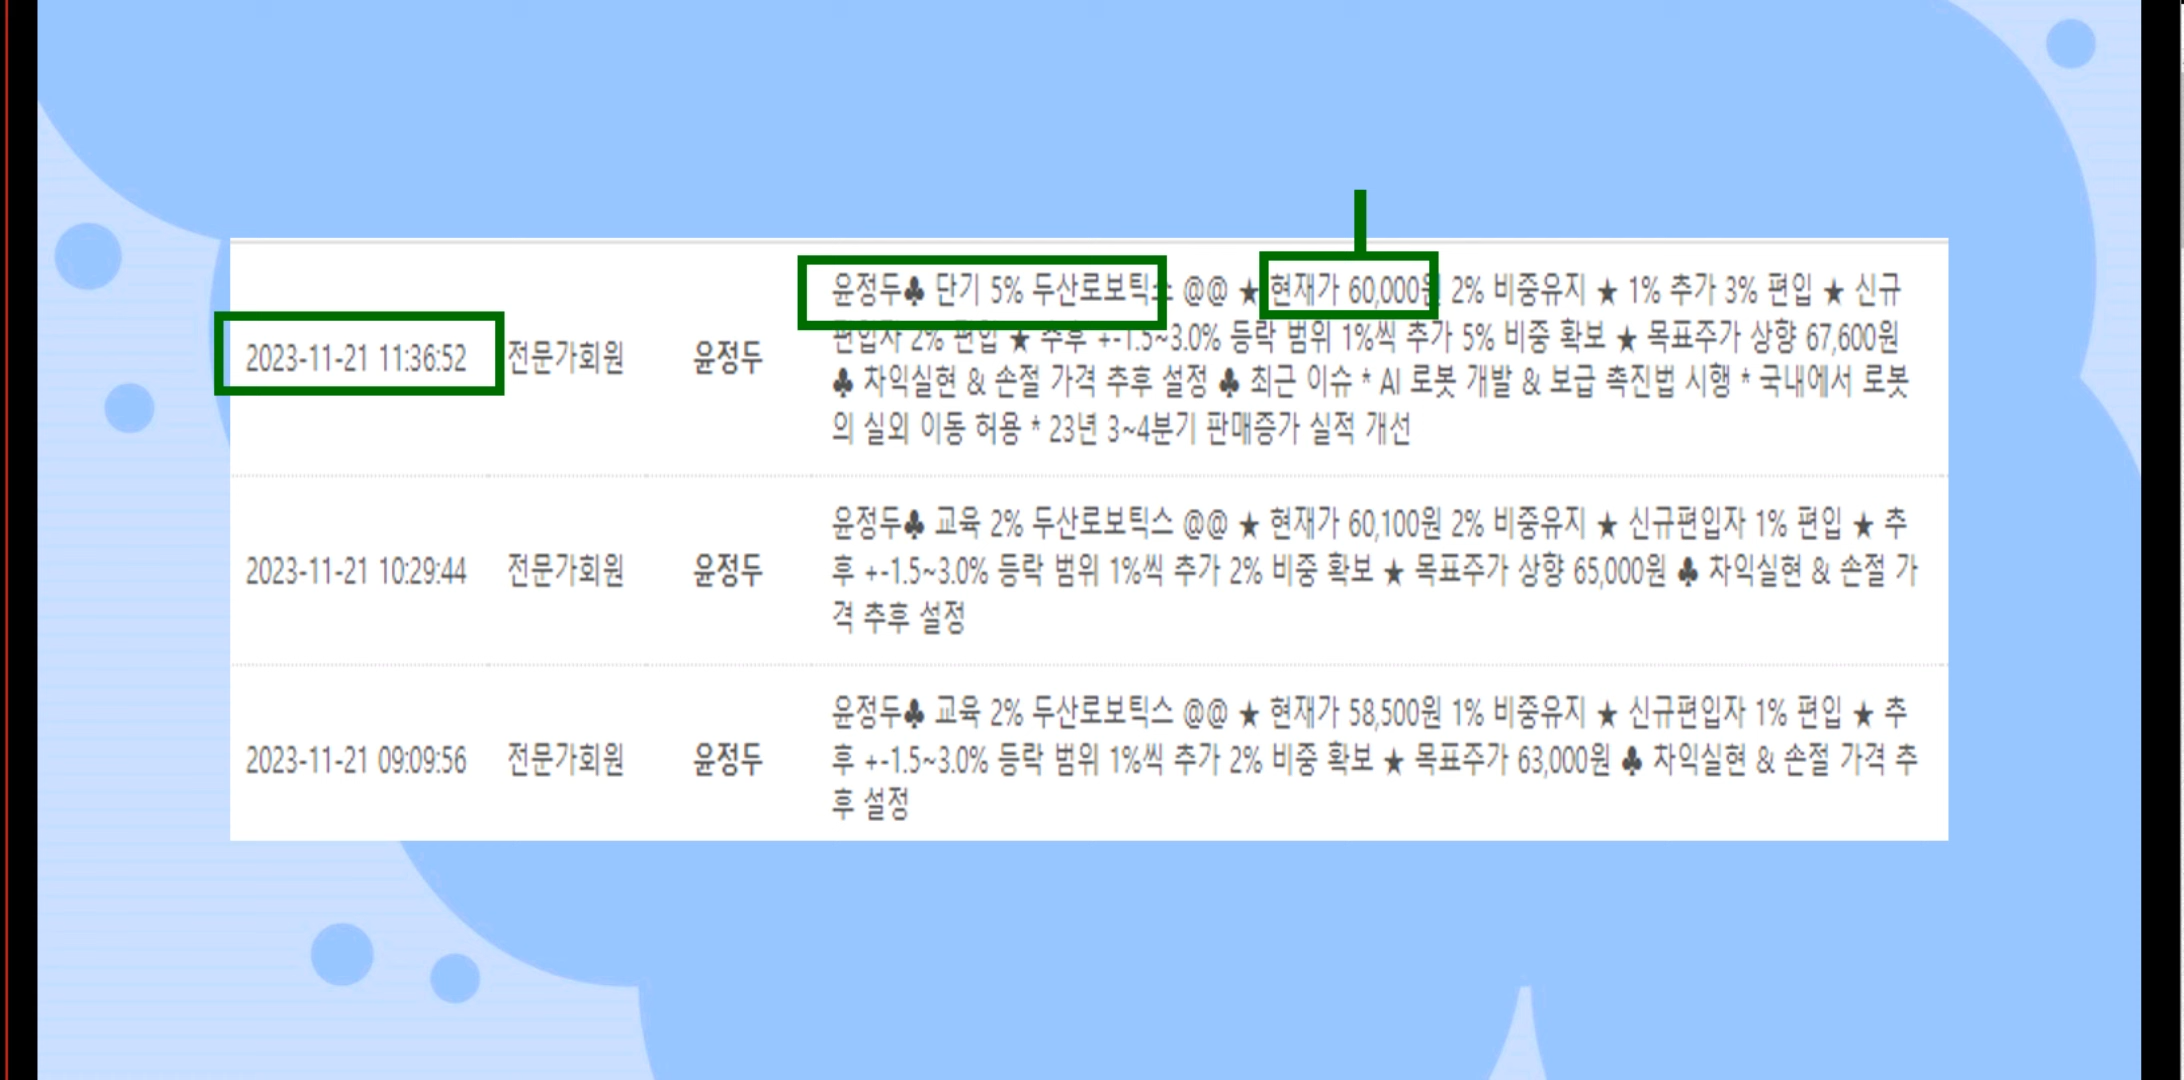 2023-11-21 11:36:52 전문가회원 윤정두 윤정두♣ 단기 5% 두산로보틱스 @@ ★ 현재가 60,000원 2% 비중유지 ★ 1% 추가 3% 편입 ★ 신규
편입자 2% 편입 ★ 추후 +-1.5~3.0% 등락 범위 1%씩 추가 5% 비중 확보 ★ 목표주가 상향 67,600원
♣ 차익실현 & 손절 가격 추후 설정 ♣ 최근 이슈 * AI 로봇 개발 & 보급 촉진법 시행 * 국내에서 로봇
의 실외 이동 허용 * 23년 3~4분기 판매증가 실적 개선
2023-11-21 10:29:44 전문가회원 윤정두 윤정두♣ 교육 2% 두산로보틱스 @@ ★ 현재가 60,100원 2% 비중유지 ★ 신규편입자 1% 편입 ★ 추
후 +-1.5~3.0% 등락 범위 1%씩 추가 2% 비중 확보 ★ 목표주가 상향 65,000원 ♣ 차익실현 & 손절 가
격 추후 설정
2023-11-21 09:09:56 전문가회원 윤정두 윤정두♣ 교육 2% 두산로보틱스 @@ ★ 현재가 58,500원 1% 비중유지 ★ 신규편입자 1% 편입 ★ 추
후 +-1.5~3.0% 등락 범위 1%씩 추가 2% 비중 확보 ★ 목표주가 63,000원 ♣ 차익실현 & 손절 가격 추
후 설정